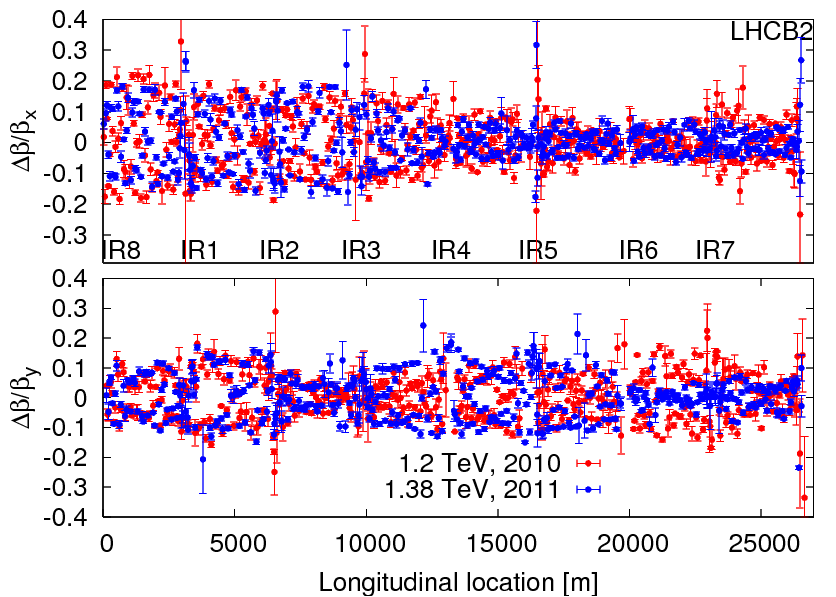 0.4
LHCB2
0.3
0.2
0.1
0
-0.1
-0.2
-0.3
Δβ/βx
IR8 IR1 IR2 IR3 IR4 IR5 IR6 IR7
0.4
0.3
0.2
0.1
0
-0.1
-0.2
-0.3
-0.4
Δβ/βy
1.2 TeV, 2010
1.38 TeV, 2011
0 5000 10000 15000 20000 25000
Longitudinal location [m]